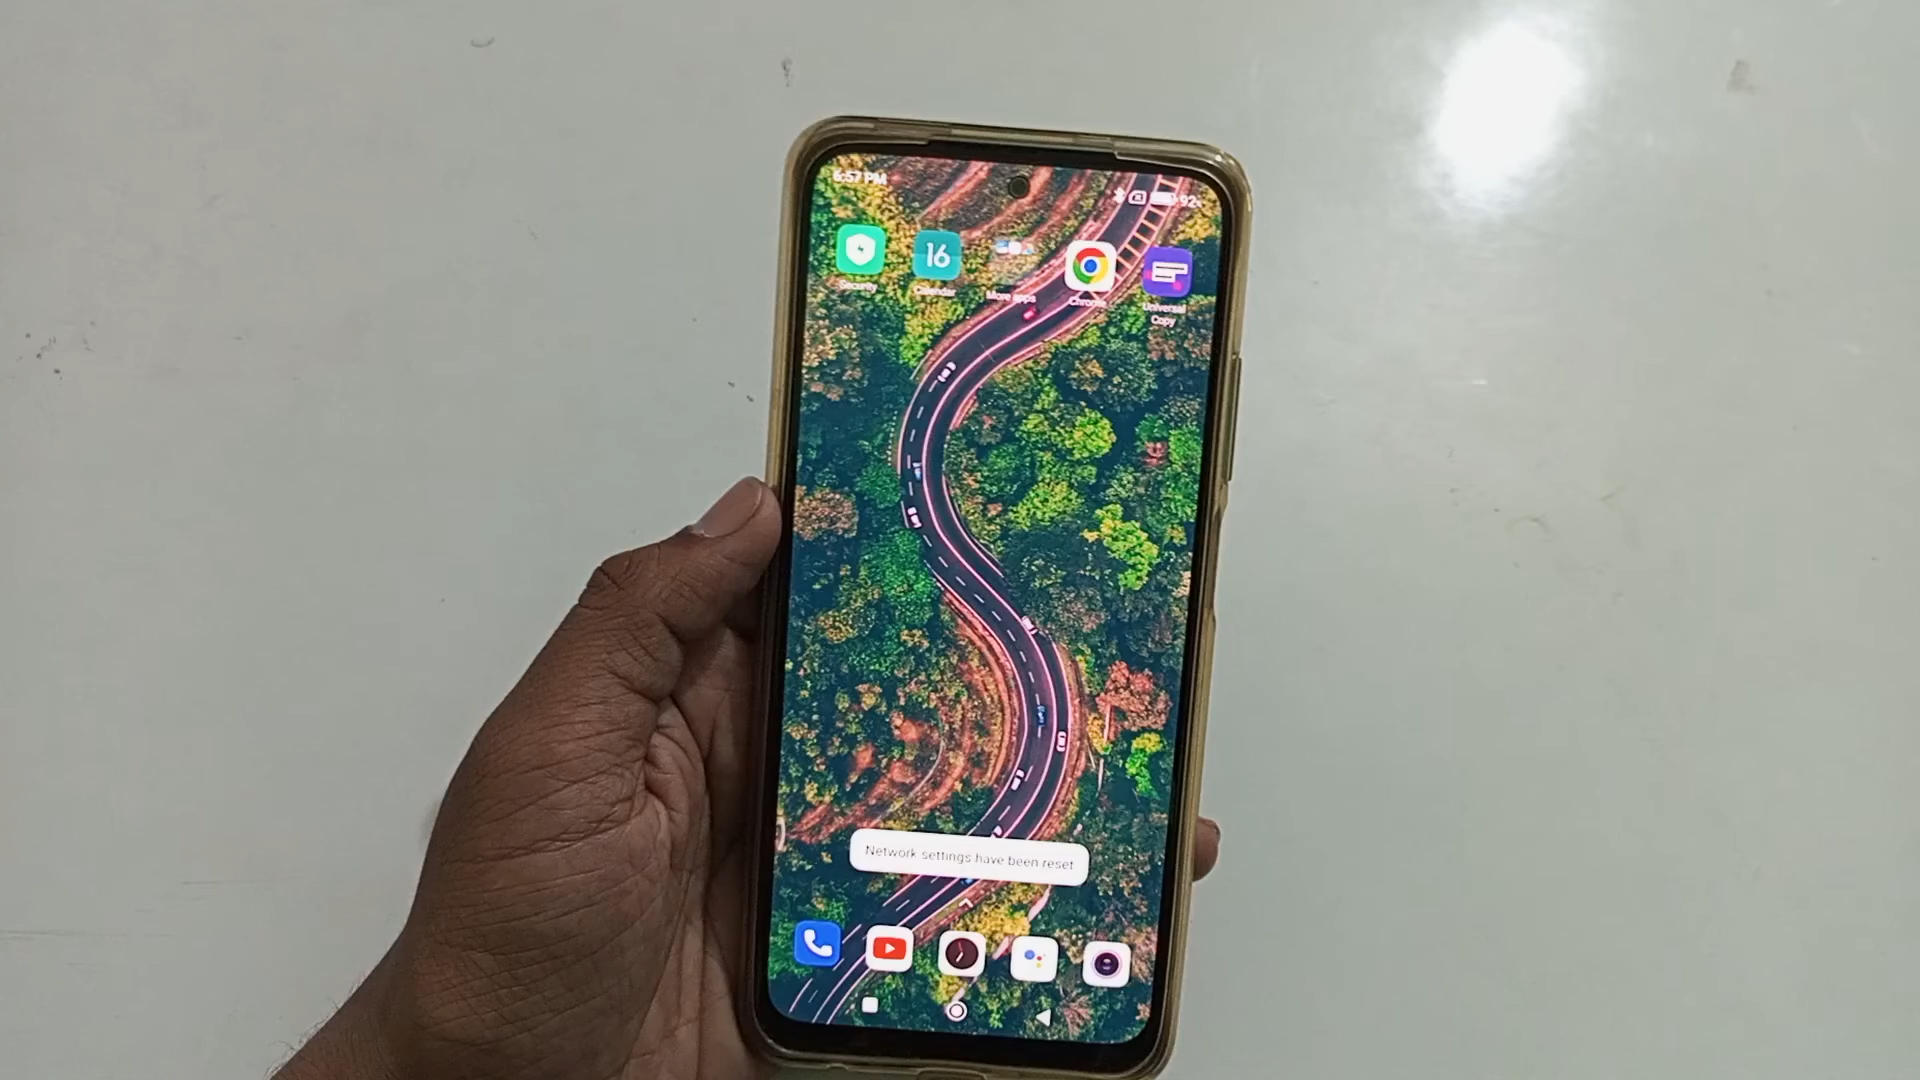 6:57 PM
92%
16
Security
Calendar
More apps
Chrome
Universal
Copy
Network settings have been reset